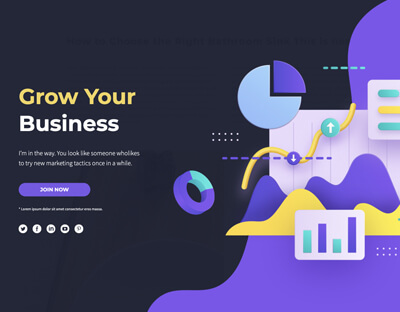 Grow Your
Business
I'm in the way. You look like someone wholikes
to try new marketing tactics once in a while.
JOIN NOW
* Lorem ipsum dolor sit amet consectetur eros massa.